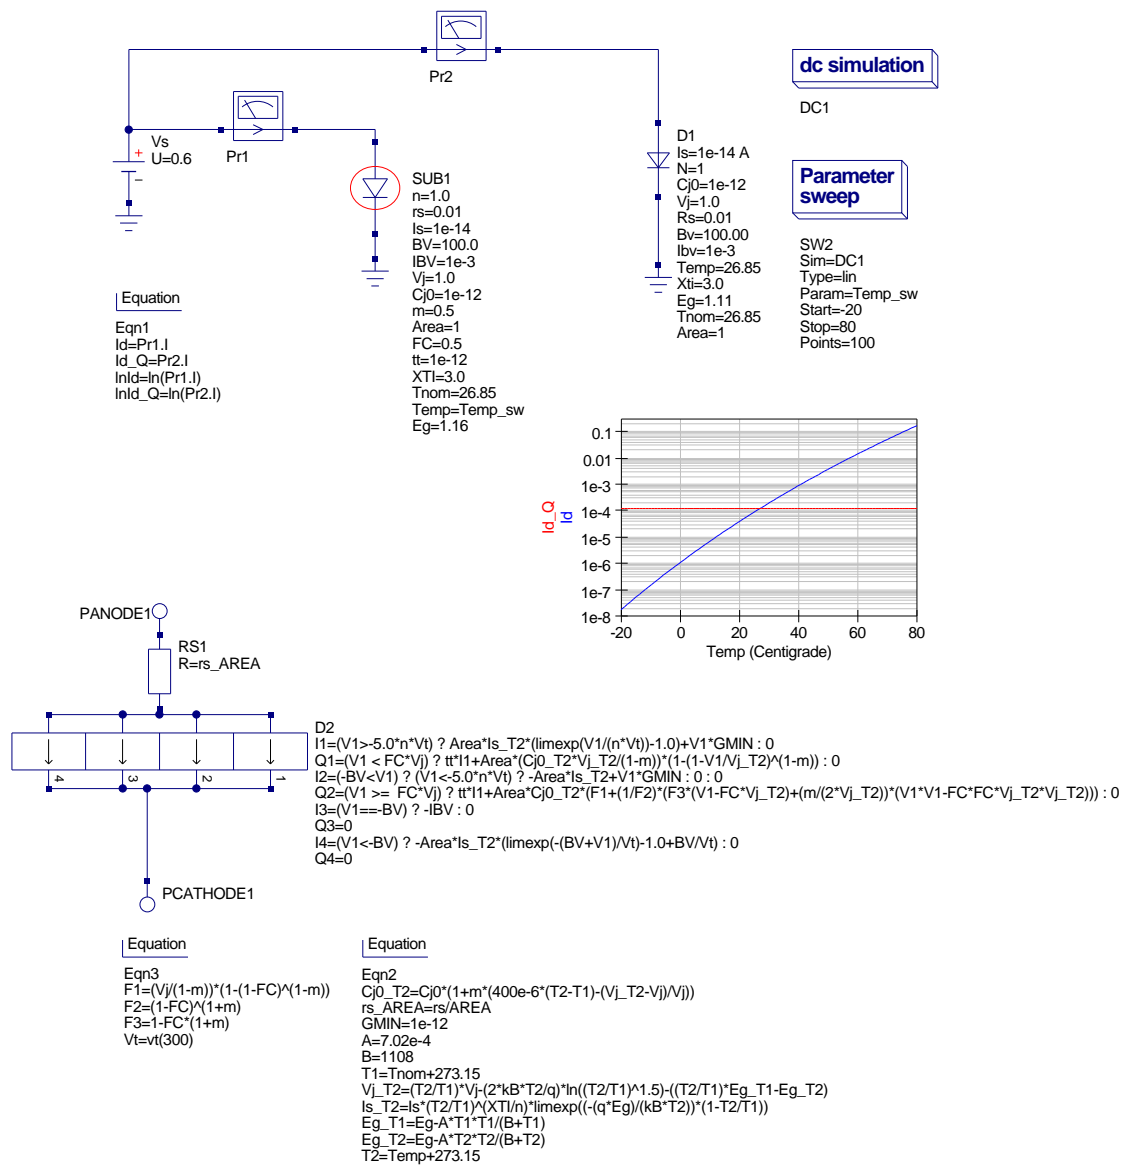 Pr2
dc simulation
DC1
Vs
U=0.6
+
Pr1
D1
Is=1e-14 A
N=1
Cj0=1e-12
Vj=1.0
Rs=0.01
Bv=100.00
Ibv=1e-3
Temp=26.85
Xti=3.0
Eg=1.11
Tnom=26.85
Area=1
Parameter
sweep
SW2
Sim=DC1
Type=lin
Param=Temp_sw
Start=-20
Stop=80
Points=100
SUB1
n=1.0
rs=0.01
Is=1e-14
BV=100.0
IBV=1e-3
Vj=1.0
Cj0=1e-12
m=0.5
Area=1
FC=0.5
tt=1e-12
XTI=3.0
Tnom=26.85
Temp=Temp_sw
Eg=1.16
Equation
Eqn1
Id=Pr1.I
Id_Q=Pr2.I
lnId=ln(Pr1.I)
lnId_Q=ln(Pr2.I)
0.1
0.01
1e-3
1e-4
1e-5
1e-6
1e-7
1e-8
Id_Q
Id
-20
0
20
40
60
80
Temp (Centigrade)
PANODE1
RS1
R=rs_AREA
4
3
2
1
D2
I1=(V1>-5.0*n*Vt) ? Area*Is_T2*(limexp(V1/(n*Vt))-1.0)+V1*GMIN : 0
Q1=(V1 < FC*Vj) ? tt*I1+Area*(Cj0_T2*Vj_T2/(1-m))*(1-(1-V1/Vj_T2)^(1-m)) : 0
I2=(-BV<V1) ? (V1<-5.0*n*Vt) ? -Area*Is_T2+V1*GMIN : 0 : 0
Q2=(V1 >= FC*Vj) ? tt*I1+Area*Cj0_T2*(F1+(1/F2)*(F3*(V1-FC*Vj_T2)+(m/(2*Vj_T2))*(V1*V1-FC*FC*Vj_T2*Vj_T2))) : 0
I3=(V1==-BV) ? -IBV : 0
Q3=0
I4=(V1<-BV) ? -Area*Is_T2*(limexp(-(BV+V1)/Vt)-1.0+BV/Vt) : 0
Q4=0
PCATHODE1
Equation
Eqn3
F1=(Vj/(1-m))*(1-(1-FC)^(1-m))
F2=(1-FC)^(1+m)
F3=1-FC*(1+m)
Vt=vt(300)
Equation
Eqn2
Cj0_T2=Cj0*(1+m*(400e-6*(T2-T1)-(Vj_T2-Vj)/Vj))
rs_AREA=rs/AREA
GMIN=1e-12
A=7.02e-4
B=1108
T1=Tnom+273.15
Vj_T2=(T2/T1)*Vj-(2*kB*T2/q)*ln((T2/T1)^1.5)-((T2/T1)*Eg_T1-Eg_T2)
Is_T2=Is*(T2/T1)^(XTI/n)*limexp((-(q*Eg)/(kB*T2))*(1-T2/T1))
Eg_T1=Eg-A*T1*T1/(B+T1)
Eg_T2=Eg-A*T2*T2/(B+T2)
T2=Temp+273.15